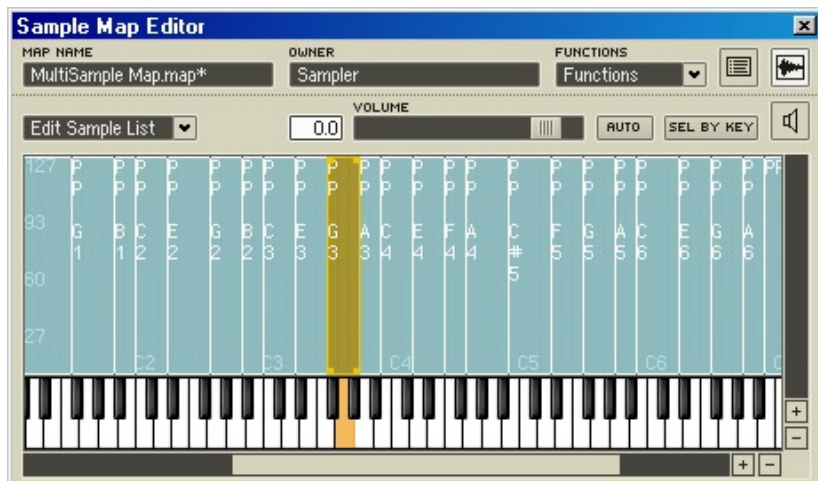 Sample Map Editor
MAP NAME OWNER FUNCTIONS
MultiSample Map.map* Sampler Functions
VOLUME
Edit Sample List 0.0 AUTO SEL BY KEY
127 P P P P P P P P P P P P P P P P P P P P P P PP
P P P P P P P P P P P P P P P P P P P P P P
93 G B C E G B C E G A C E F A C F G A C E G A
1 1 2 2 2 2 3 3 3 3 4 4 4 4 # 5 5 5 6 6 6 6
60 5
27
C2 C3 C4 C5 C6 C
+
−
+ −